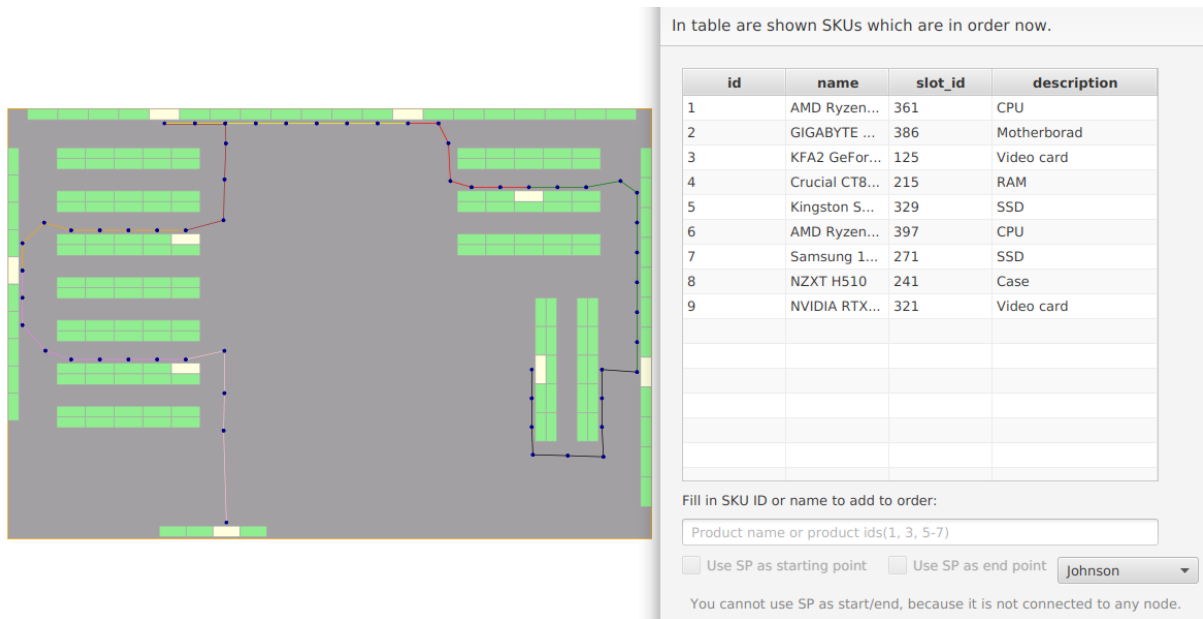 In table are shown SKUs which are in order now.
id name slot_id description
1 AMD Ryzen... 361 CPU
2 GIGABYTE ... 386 Motherborad
3 KFA2 GeFor... 125 Video card
4 Crucial CT8... 215 RAM
5 Kingston S... 329 SSD
6 AMD Ryzen... 397 CPU
7 Samsung 1... 271 SSD
8 NZXT H510 241 Case
9 NVIDIA RTX... 321 Video card
Fill in SKU ID or name to add to order:
Product name or product ids(1, 3, 5-7)
Use SP as starting point Use SP as end point Johnson
You cannot use SP as start/end, because it is not connected to any node.